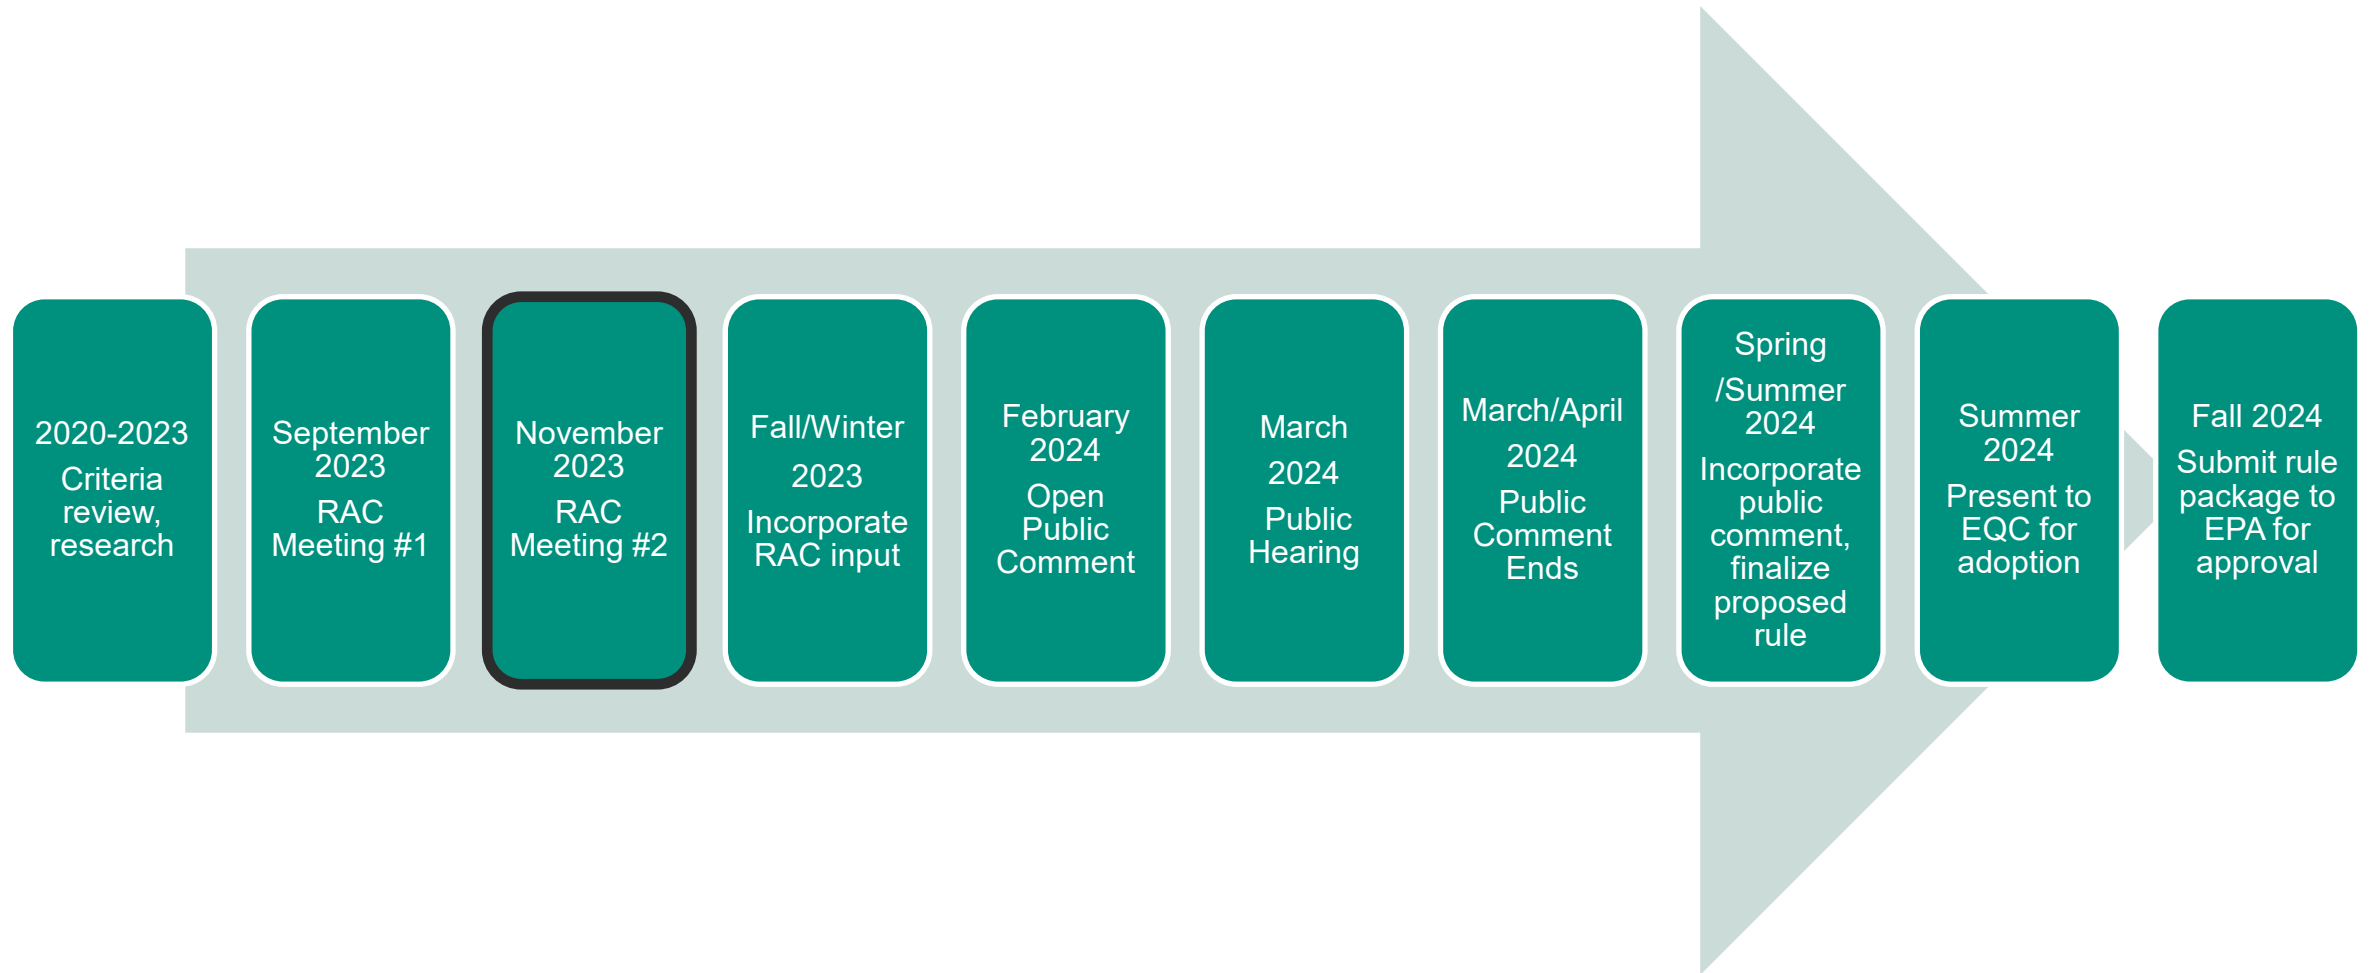 2020-2023
Criteria
review,
research
September
2023
RAC
Meeting #1
November
2023
RAC
Meeting #2
Fall/Winter
2023
Incorporate
RAC input
February
2024
Open
Public
Comment
March
2024
Public
Hearing
March/April
2024
Public
Comment
Ends
Spring
/Summer
2024
Incorporate
public
comment,
finalize
proposed
rule
Summer
2024
Present to
EQC for
adoption
Fall 2024
Submit rule
package to
EPA for
approval